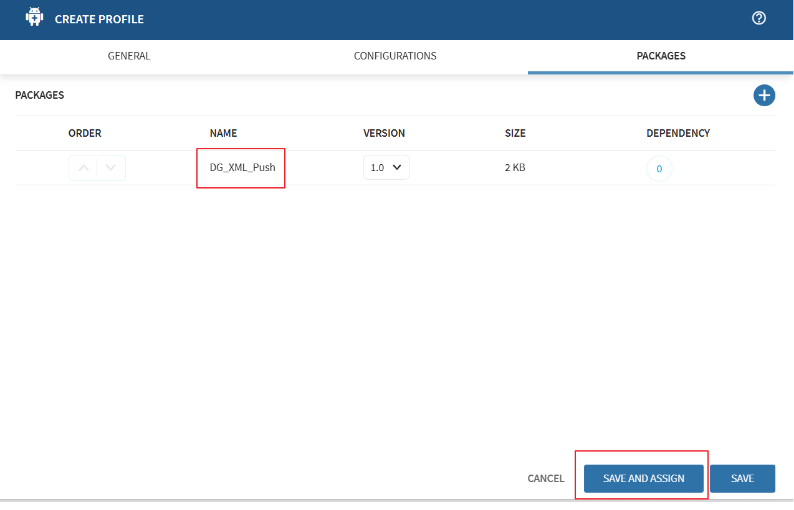 CREATE PROFILE
GENERAL CONFIGURATIONS PACKAGES
PACKAGES
ORDER NAME VERSION SIZE DEPENDENCY
DG_XML_Push 1.0 2 KB 0
CANCEL SAVE AND ASSIGN SAVE